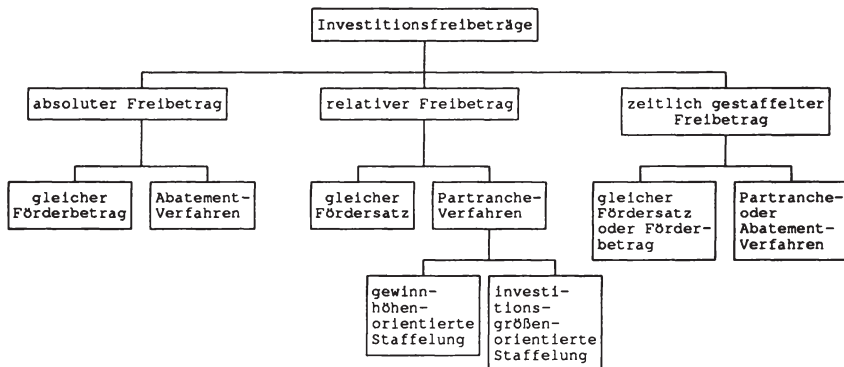 Investitionsfreibeträge
absoluter Freibetrag
relativer Freibetrag
zeitlich gestaffelter
Freibetrag
gleicher
Förderbetrag
Abatement-
Verfahren
gleicher
Fördersatz
Partranche-
Verfahren
gleicher
Fördersatz
oder Förder-
betrag
Partranche-
oder
Abatement-
Verfahren
gewinn-
höhen-
orientierte
Staffelung
investi-
tions-
größen-
orientierte
Staffelung